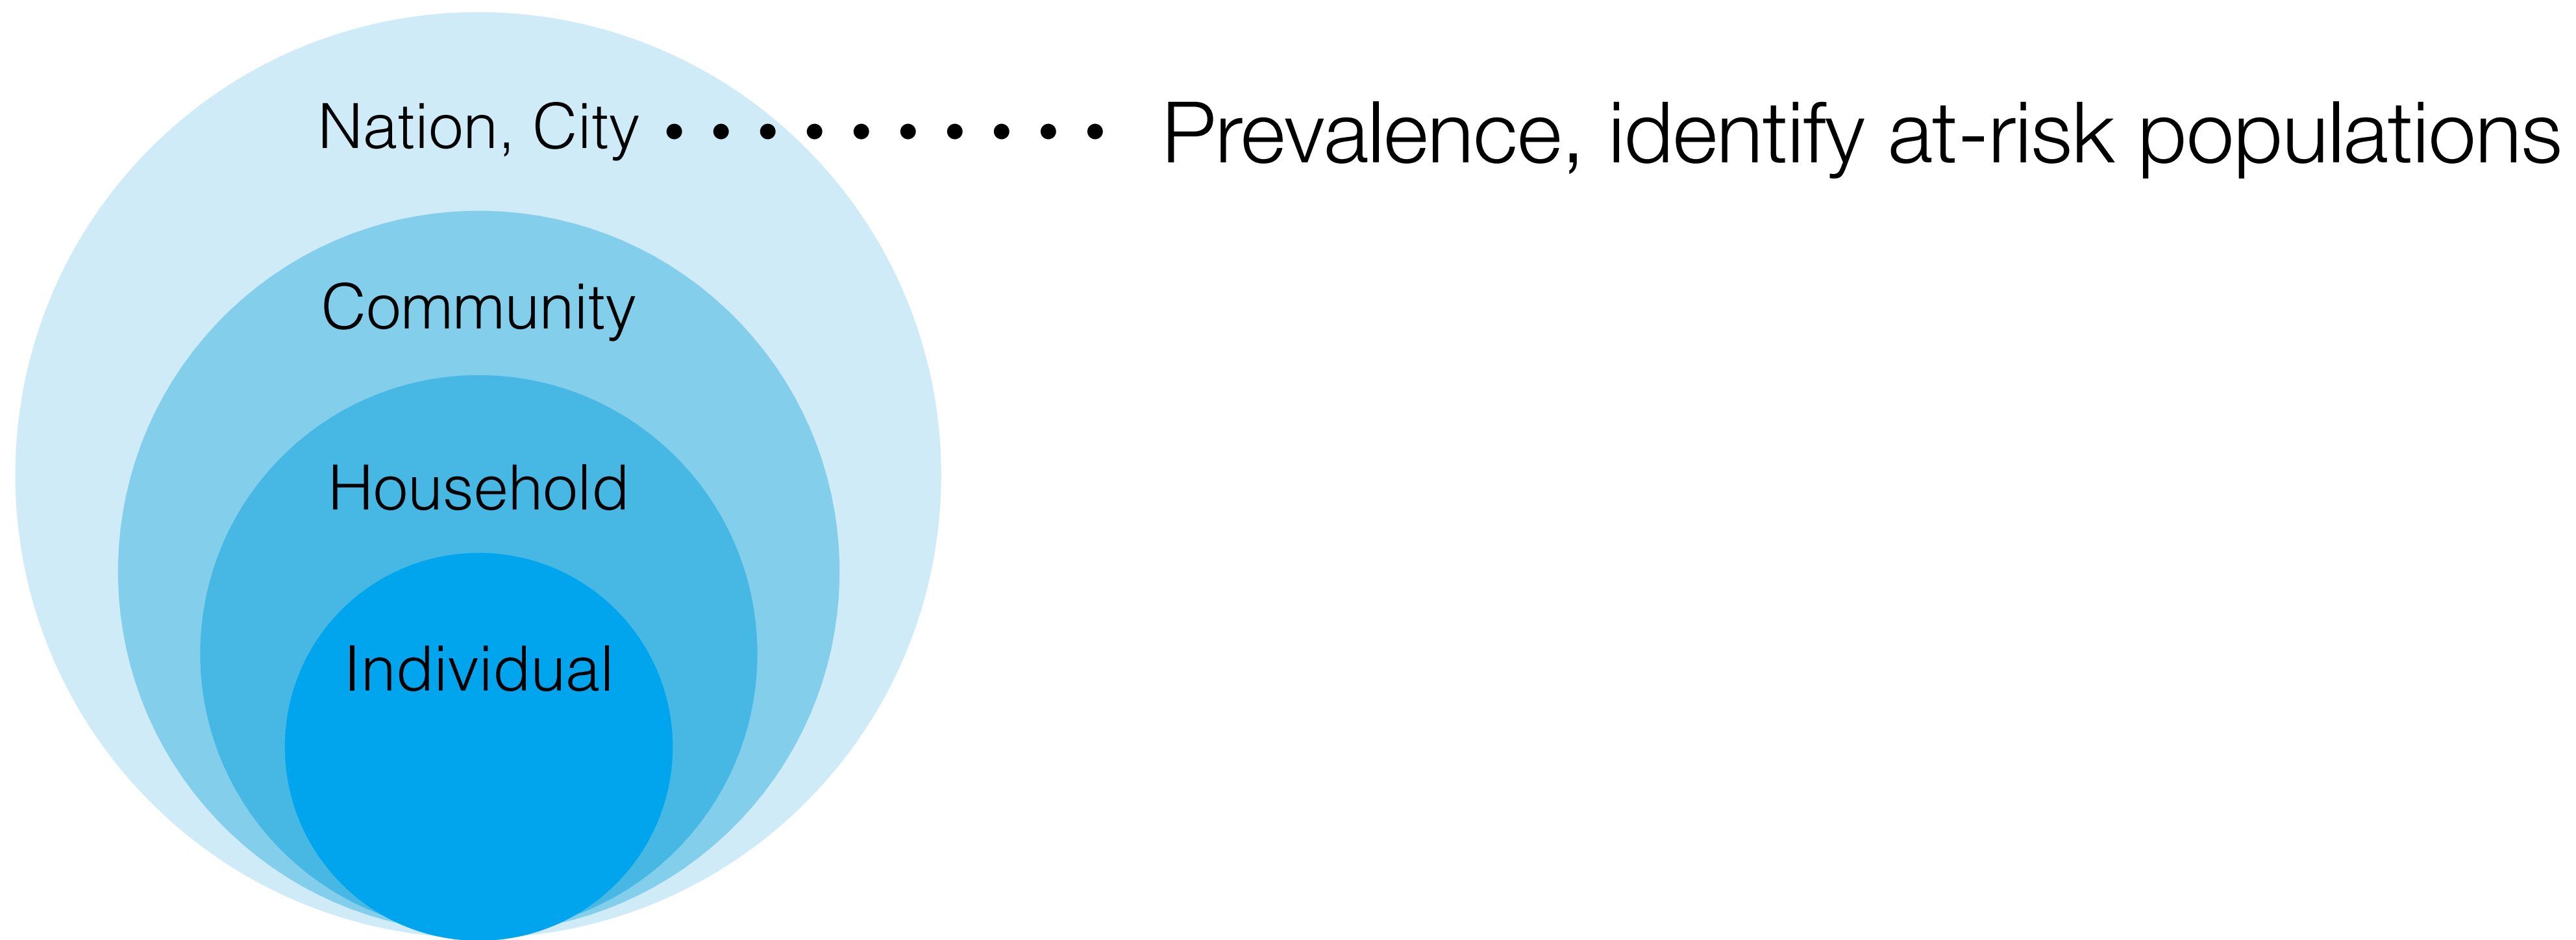 Nation, City
Prevalence, identify at-risk populations
Community
Household
Individual